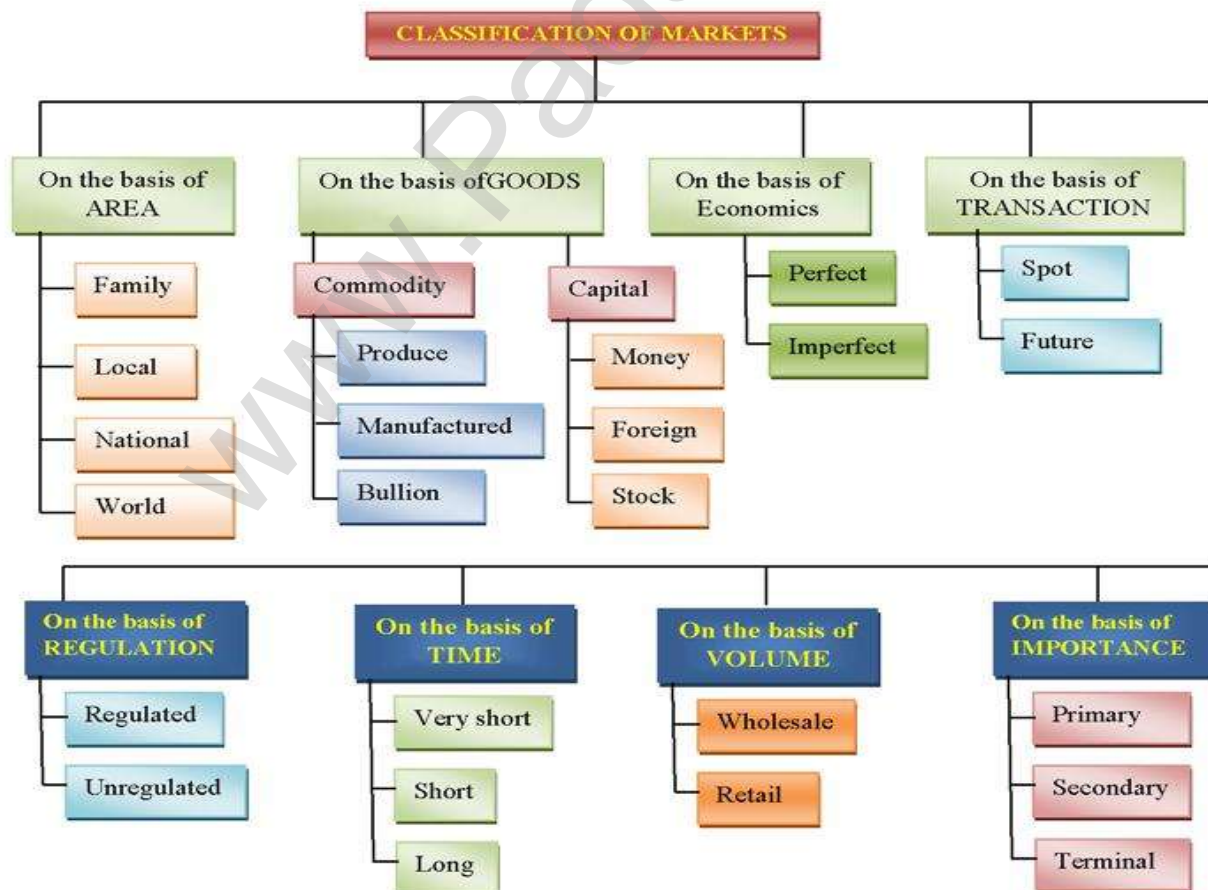 CLASSIFICATION OF MARKETS
On the basis of
AREA
Family
Local
National
World
On the basis ofGOODS
Commodity
Produce
Manufactured
Bullion
Capital
Money
Foreign
Stock
On the basis of
Economics
Perfect
Imperfect
On the basis of
TRANSACTION
Spot
Future
On the basis of
REGULATION
Regulated
Unregulated
On the basis of
TIME
Very short
Short
Long
On the basis of
VOLUME
Wholesale
Retail
On the basis of
IMPORTANCE
Primary
Secondary
Terminal
www.Pad